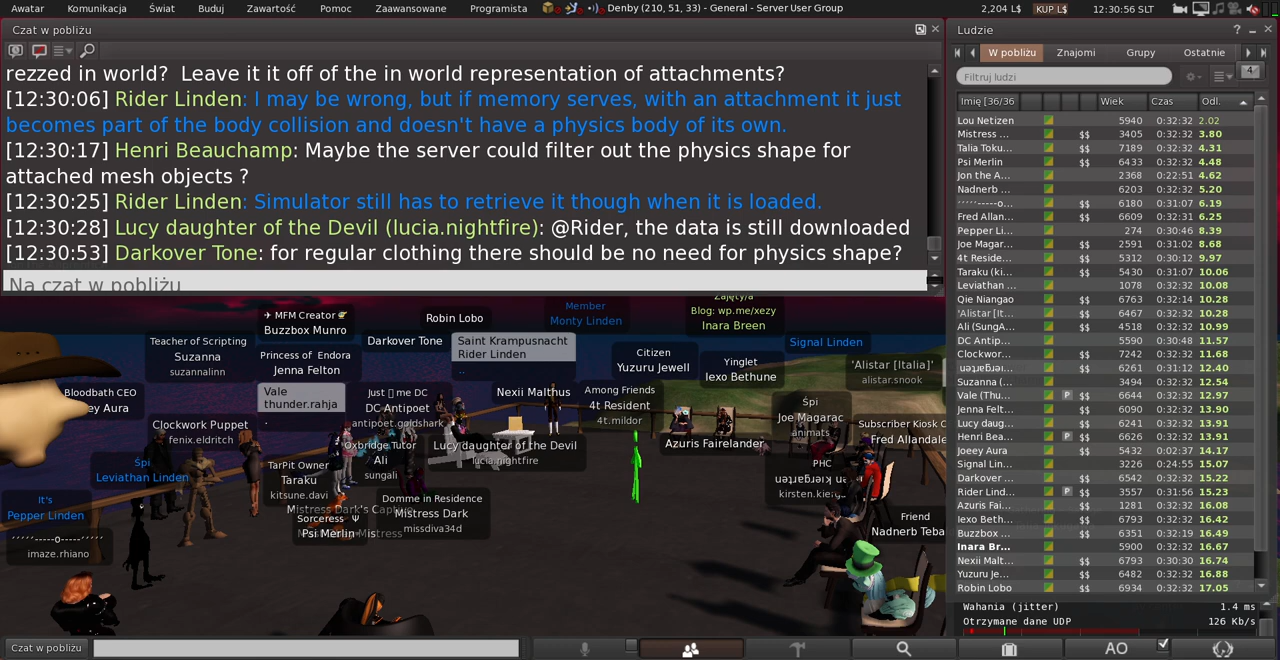 Awatar Komunikacja Świat Buduj Zawartość Pomoc Zaawansowane Programista Denby (210, 51, 33) - General - Server User Group 2,204 L$ KUP L$ 12:30:56 SLT
Czat w pobliżu
rezzed in world? Leave it it off of the in world representation of attachments?
[12:30:06] Rider Linden: I may be wrong, but if memory serves, with an attachment it just
becomes part of the body collision and doesn't have a physics body of its own.
[12:30:17] Henri Beauchamp: Maybe the server could filter out the physics shape for
attached mesh objects ?
[12:30:25] Rider Linden: Simulator still has to retrieve it though when it is loaded.
[12:30:28] Lucy daughter of the Devil (lucia.nightfire): @Rider, the data is still downloaded
[12:30:53] Darkover Tone: for regular clothing there should be no need for physics shape?
Na czat w pobliżu
Zajęty/a
Blog: wp.me/xezy
Inara Breen
Member
Monty Linden
MFM Creator
Buzzbox Munro
Robin Lobo
Teacher of Scripting
Suzanna
suzannalinn
Princess of Endora
Jenna Felton
Darkover Tone
Saint Krampusnacht
Rider Linden
..
Citizen
Yuzuru Jewell
Yinglet
Iexo Bethune
Signal Linden
'Alistar [Italia]'
alistar.snook
Bloodbath CEO
ey Aura
Vale
thunder.rahja
.
Just me DC
DC Antipoet
antipoet.goldshark
Nexii Malthus
Among Friends
4t Resident
4t.mildor
Śpi
Joe Magarac
animats
Subscriber Kiosk C
Fred Allandale
Clockwork Puppet
fenix.eldritch
Oxbridge Tutor
Ali
sungali
Lucy daughter of the Devil
lucia.nightfire
Azuris Fairelander
Śpi
Leviathan Linden
TarPit Owner
Taraku
kitsune.davi
PHC
kirsten.kie
It's
Pepper Linden
Domme in Residence
Mistress Dark
missdiva34d
Mistress Dark's
Sorceress Ψ
Psi Merlin
Mistress
Friend
Nadnerb Teba
imaze.rhiano
Ludzie
W pobliżu Znajomi Grupy Ostatnie
Filtruj ludzi 4
Imię [36/36 Wiek Czas Odl.
Lou Netizen 5940 0:32:32 2.02
Mistress ... $$ 3405 0:32:32 3.80
Talia Toku... $$ 7189 0:32:32 4.31
Psi Merlin $$ 6433 0:32:32 4.48
Jon the A... 2368 0:22:51 4.62
Nadnerb ... 6203 0:32:32 5.20
′′′′′-----o... $$ 6180 0:31:07 6.19
Fred Allan... $$ 6609 0:32:31 6.25
Pepper Li... 274 0:30:46 8.39
Joe Magar... $$ 2591 0:31:02 8.68
4t Reside... $$ 5312 0:30:12 9.97
Taraku (ki... $$ 5430 0:31:07 10.06
Leviathan ... 1078 0:32:32 10.08
Qie Niangao $$ 6763 0:32:14 10.28
'Alistar [It... $$ 6467 0:32:32 10.28
Ali (SungA... $$ 4518 0:32:32 10.99
DC Antip... 5590 0:30:48 11.57
Clockwor... $$ 7242 0:32:32 11.68
$$ 6261 0:31:12 12.40
Suzanna (... 3494 0:32:32 12.54
Vale (Thu... P $$ 6644 0:32:32 12.97
Jenna Felt... $$ 6090 0:32:32 13.90
Lucy daug... $$ 6241 0:32:32 13.91
Henri Bea... P $$ 6626 0:32:32 13.91
Joeey Aura $$ 5432 0:02:37 14.17
Signal Lin... 3226 0:24:55 15.07
Darkover ... $$ 6542 0:32:32 15.22
Rider Lind... P $$ 3557 0:31:56 15.23
Azuris Fai... $$ 1281 0:32:32 16.08
Iexo Beth... $$ 6793 0:32:32 16.42
Buzzbox ... $$ 6351 0:32:19 16.49
Inara Br... 5900 0:32:32 16.67
Nexii Malt... $$ 6793 0:30:30 16.74
Yuzuru Je... $$ 6482 0:32:32 16.88
Robin Lobo $$ 6934 0:32:32 17.05
Wahania (jitter) 1.4 ms
Otrzymane dane UDP 126 Kb/s
Czat w pobliżu AO